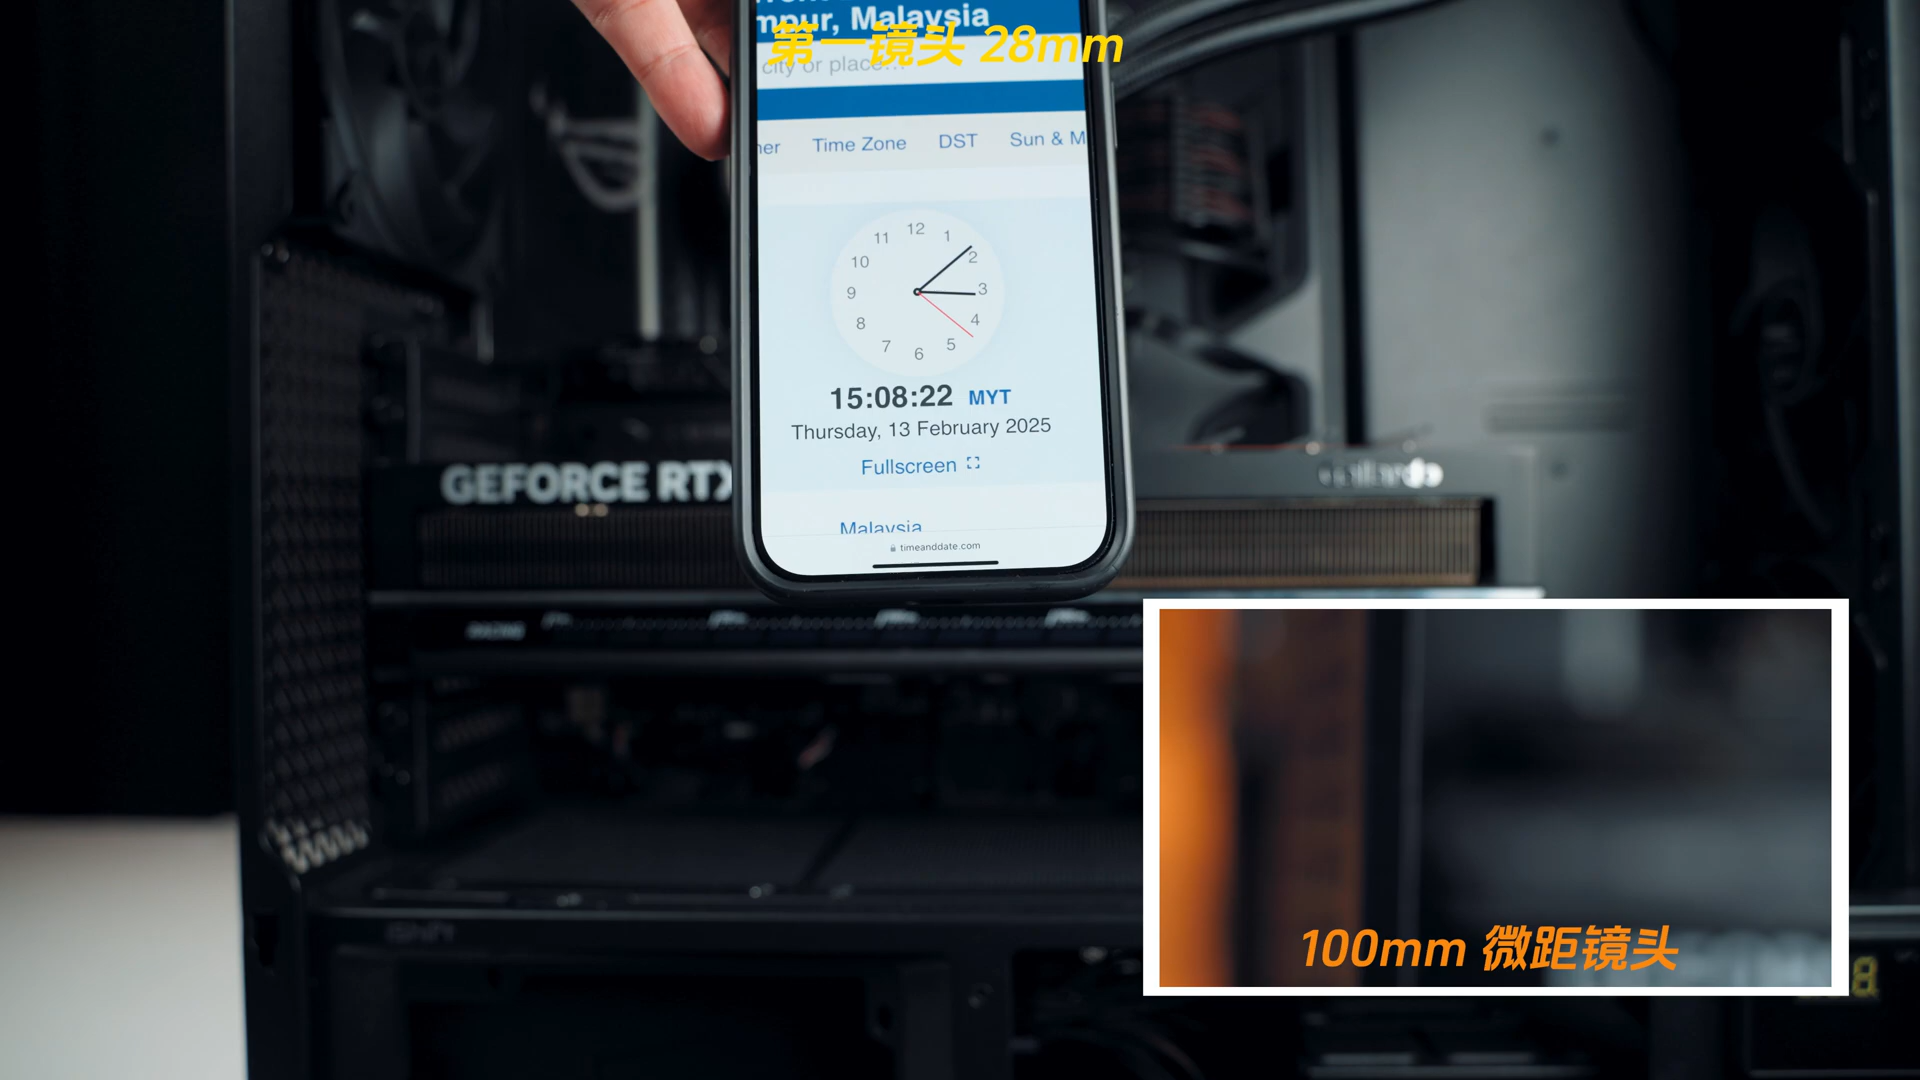 mpur, Malaysia
第一镜头 28mm
city or place...
Time Zone DST Sun & M
12
11 1
10 2
9 3
8 4
7 5
6
15:08:22 MYT
Thursday, 13 February 2025
Fullscreen
Malaysia
timeanddate.com
GEFORCE RTX
colorful
100mm 微距镜头
8